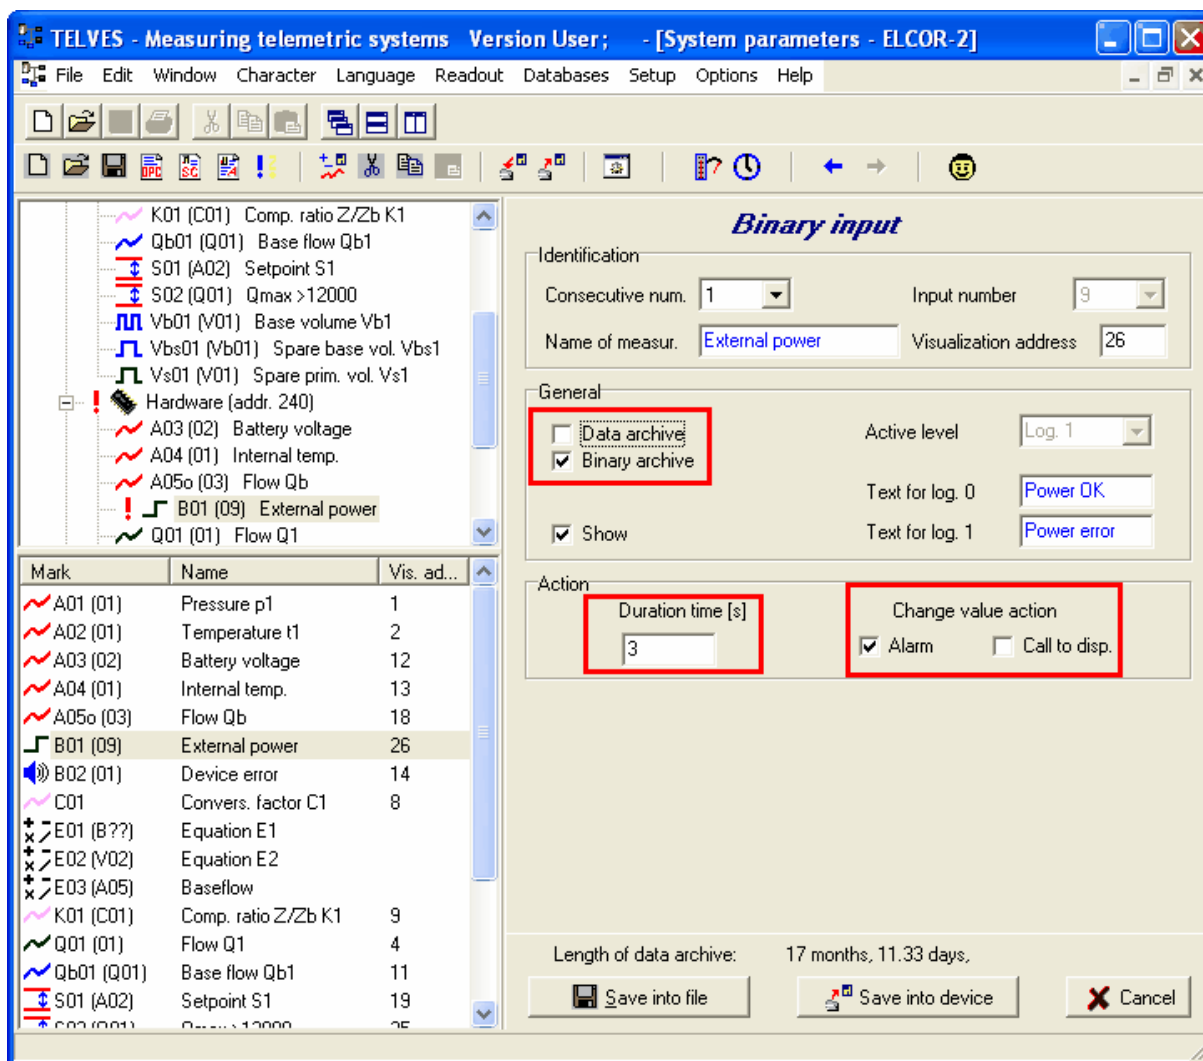 TELVES - Measuring telemetric systems   Version User;   - [System parameters - ELCOR-2]
File Edit Window Character Language Readout Databases Setup Options Help
K01 (C01) Comp. ratio Z/Zb K1
Qb01 (Q01) Base flow Qb1
S01 (A02) Setpoint S1
S02 (Q01) Qmax >12000
Vb01 (V01) Base volume Vb1
Vbs01 (Vb01) Spare base vol. Vbs1
Vs01 (V01) Spare prim. vol. Vs1
Hardware (addr. 240)
A03 (02) Battery voltage
A04 (01) Internal temp.
A05o (03) Flow Qb
B01 (09) External power
Q01 (01) Flow Q1
Mark Name Vis. ad...
A01 (01) Pressure p1 1
A02 (01) Temperature t1 2
A03 (02) Battery voltage 12
A04 (01) Internal temp. 13
A05o (03) Flow Qb 18
B01 (09) External power 26
B02 (01) Device error 14
C01 Convers. factor C1 8
E01 (B??) Equation E1
E02 (V02) Equation E2
E03 (A05) Baseflow
K01 (C01) Comp. ratio Z/Zb K1 9
Q01 (01) Flow Q1 4
Qb01 (Q01) Base flow Qb1 11
S01 (A02) Setpoint S1 19
Binary input
Identification
Consecutive num. 1 Input number 9
Name of measur. External power Visualization address 26
General
Data archive Active level Log. 1
Binary archive
Text for log. 0 Power OK
Show Text for log. 1 Power error
Action
Duration time [s] Change value action
3 Alarm Call to disp.
Length of data archive: 17 months, 11.33 days,
Save into file Save into device Cancel